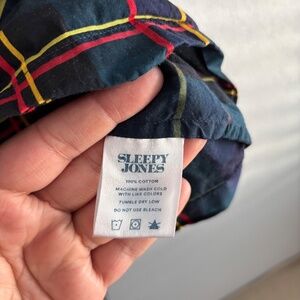 SLEEPY
JONES
100% COTTON
MACHINE WASH COLD
WITH LIKE COLORS
TUMBLE DRY LOW
DO NOT USE BLEACH